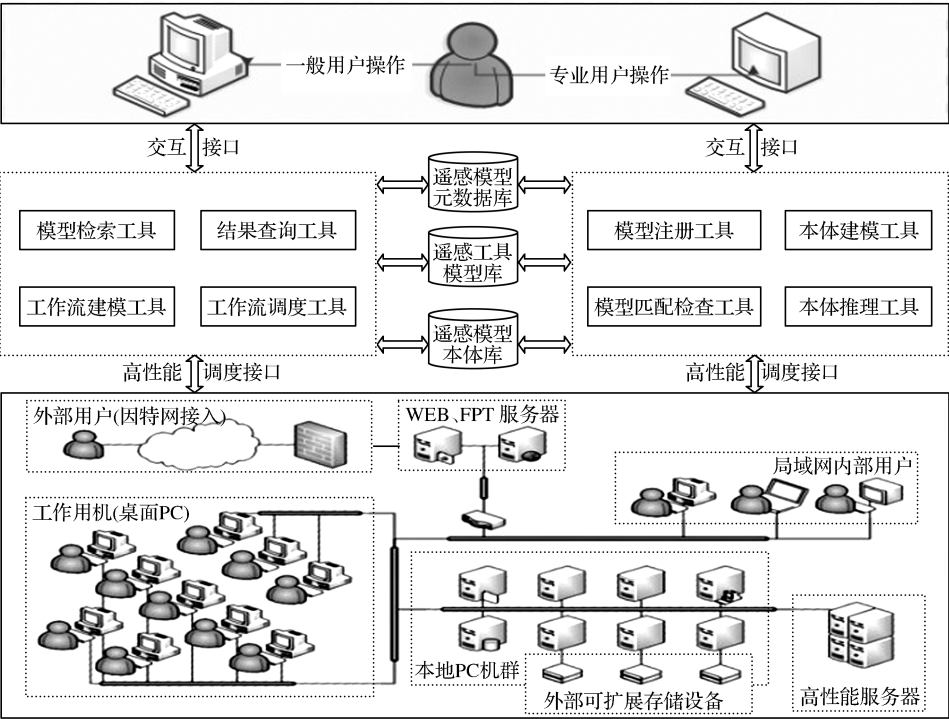 一般用户操作
专业用户操作
交互 接口
交互 接口
遥感模型
元数据库
模型检索工具
结果查询工具
遥感工具
模型库
模型注册工具
本体建模工具
工作流建模工具
工作流调度工具
遥感模型
本体库
模型匹配检查工具
本体推理工具
高性能 调度接口
高性能 调度接口
外部用户(因特网接入)
WEB、FPT 服务器
局域网内部用户
工作用机(桌面PC)
本地PC机群
外部可扩展存储设备
高性能服务器